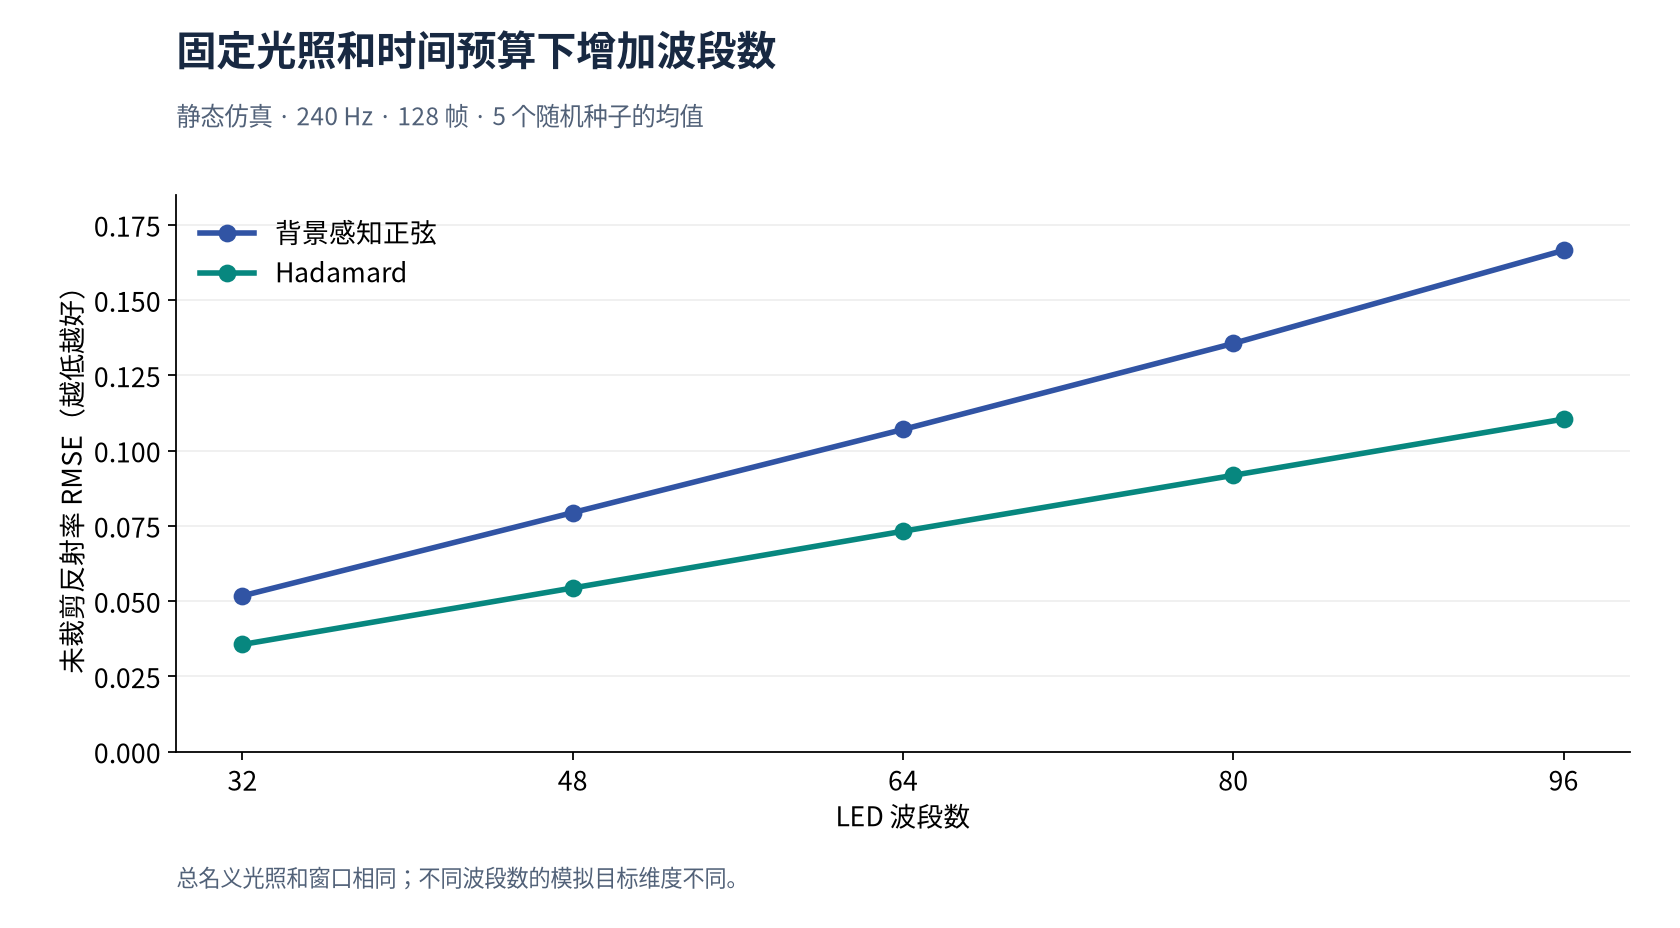 固定光照和时间预算下增加波段数
静态仿真 · 240 Hz · 128 帧 · 5 个随机种子的均值
未裁剪反射率 RMSE（越低越好）
0.175
0.150
0.125
0.100
0.075
0.050
0.025
0.000
背景感知正弦
Hadamard
32 48 64 80 96
LED 波段数
总名义光照和窗口相同；不同波段数的模拟目标维度不同。